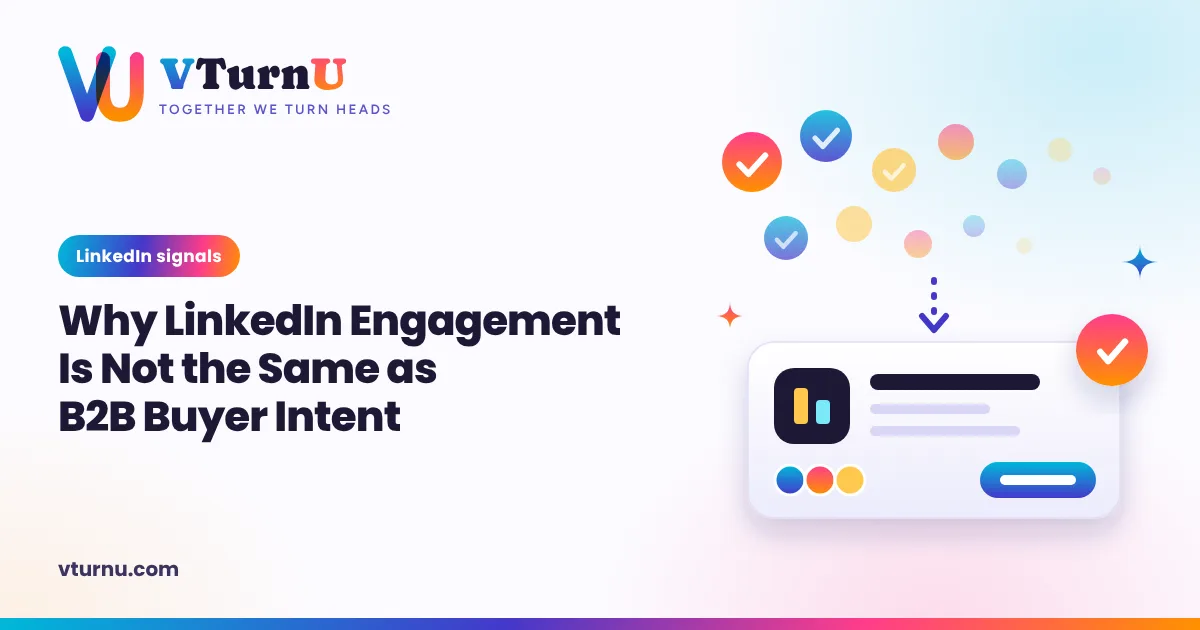 VTurnU
TOGETHER WE TURN HEADS
LinkedIn signals
Why LinkedIn Engagement
Is Not the Same as
B2B Buyer Intent
vturnu.com